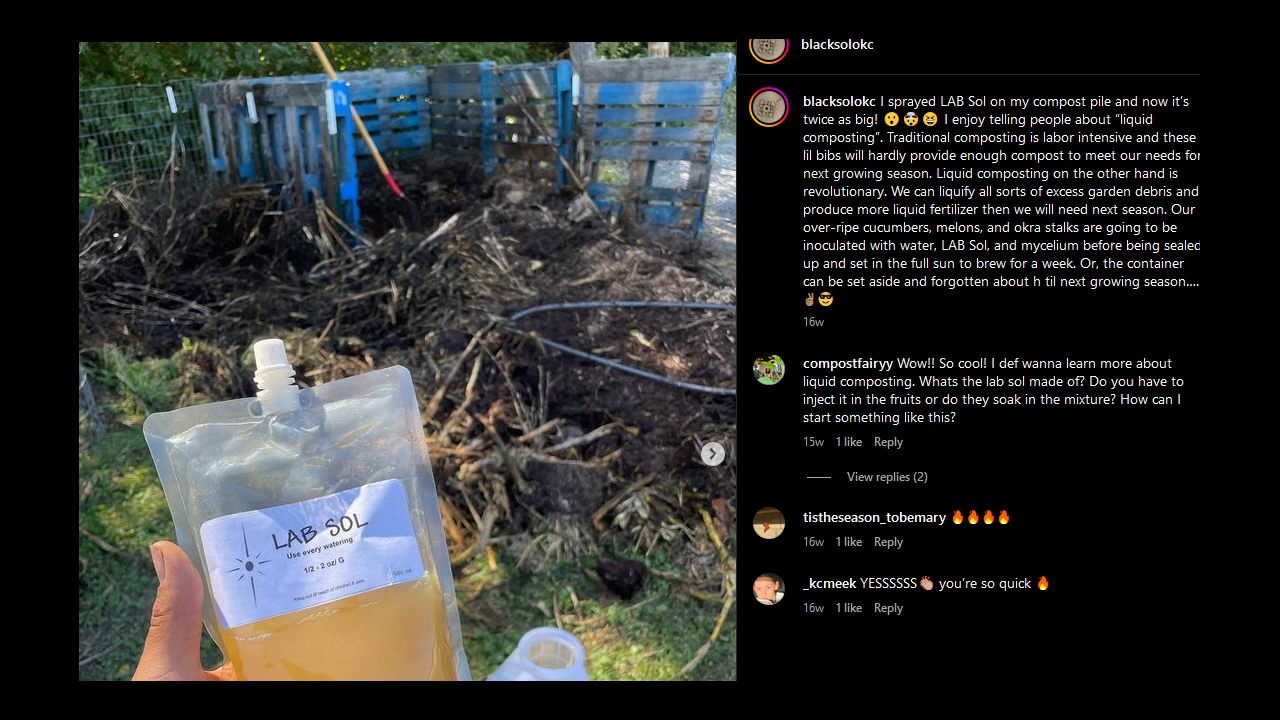 blacksolokc
blacksolokc I sprayed LAB Sol on my compost pile and now it's
twice as big! 😮 🤯 😆 I enjoy telling people about "liquid
composting". Traditional composting is labor intensive and these
lil bibs will hardly provide enough compost to meet our needs for
next growing season. Liquid composting on the other hand is
revolutionary. We can liquify all sorts of excess garden debris and
produce more liquid fertilizer then we will need next season. Our
over-ripe cucumbers, melons, and okra stalks are going to be
inoculated with water, LAB Sol, and mycelium before being sealed
up and set in the full sun to brew for a week. Or, the container
can be set aside and forgotten about h til next growing season....
✌🏽😎
16w
compostfairyy Wow!! So cool! I def wanna learn more about
liquid composting. Whats the lab sol made of? Do you have to
inject it in the fruits or do they soak in the mixture? How can I
start something like this?
15w 1 like Reply
View replies (2)
tistheseason_tobemary 🔥🔥🔥🔥
16w 1 like Reply
_kcmeek YESSSSSS👏🏽 you're so quick 🔥
16w 1 like Reply
LAB SOL
Use every watering
1/2 - 2 oz/ G
Keep out of reach of children & pets